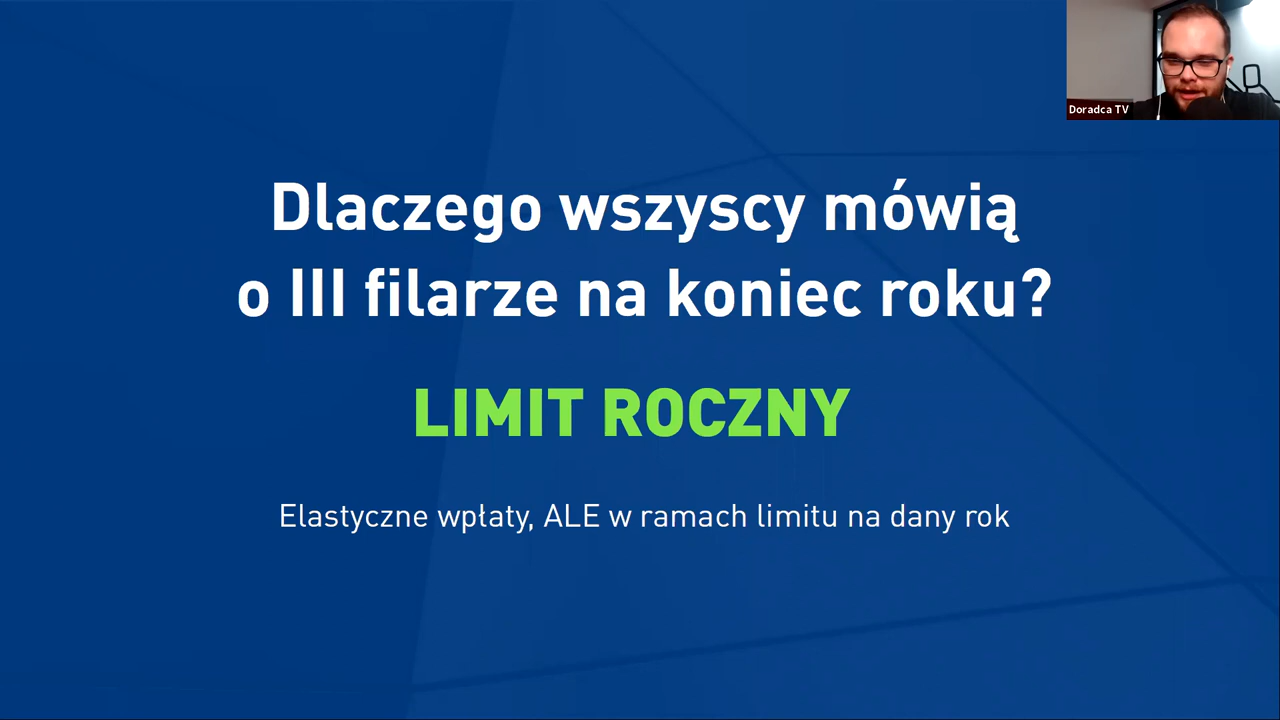 Doradca TV
Dlaczego wszyscy mówią
o III filarze na koniec roku?
LIMIT ROCZNY
Elastyczne wpłaty, ALE w ramach limitu na dany rok